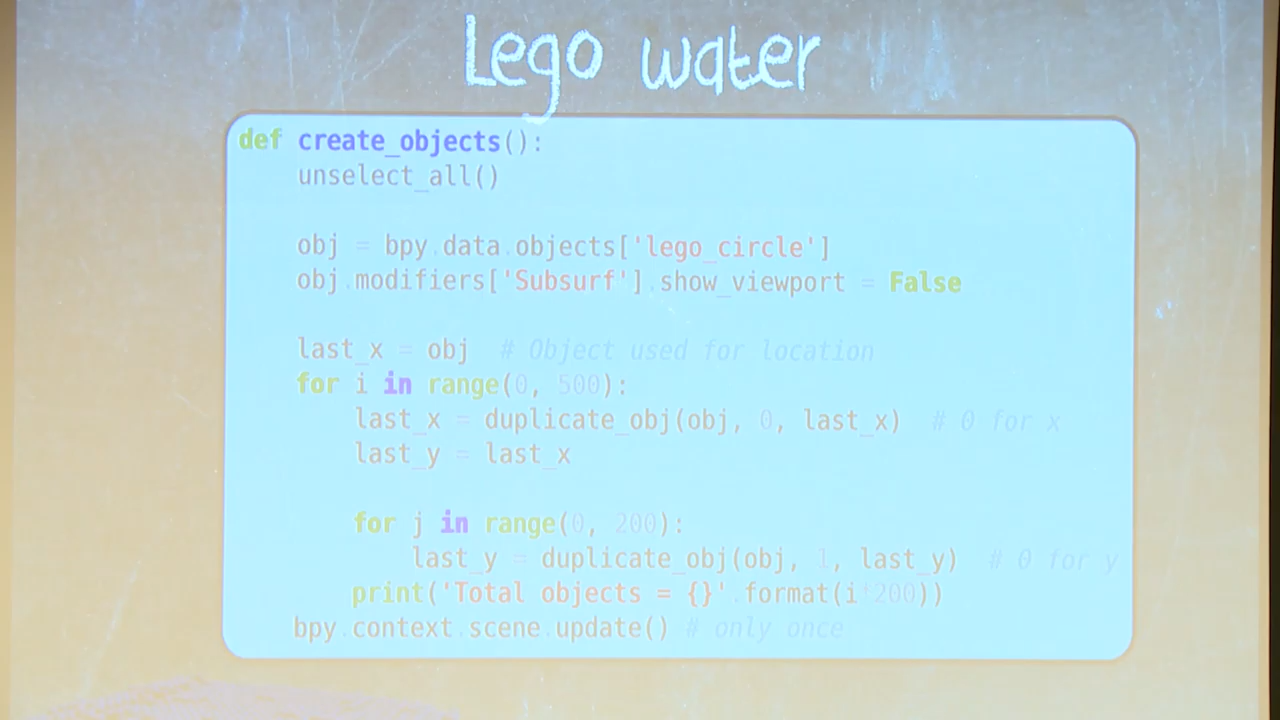 Lego water
def create_objects():
    unselect_all()
    obj = bpy.data.objects['lego_circle']
    obj.modifiers['Subsurf'].show_viewport = False
    last_x = obj  # Object used for location
    for i in range(0, 500):
        last_x = duplicate_obj(obj, 0, last_x)  # 0 for x
        last_y = last_x
        for j in range(0, 200):
            last_y = duplicate_obj(obj, 1, last_y)  # 0 for y
        print('Total objects = {}'.format(i*200))
    bpy.context.scene.update() # only once